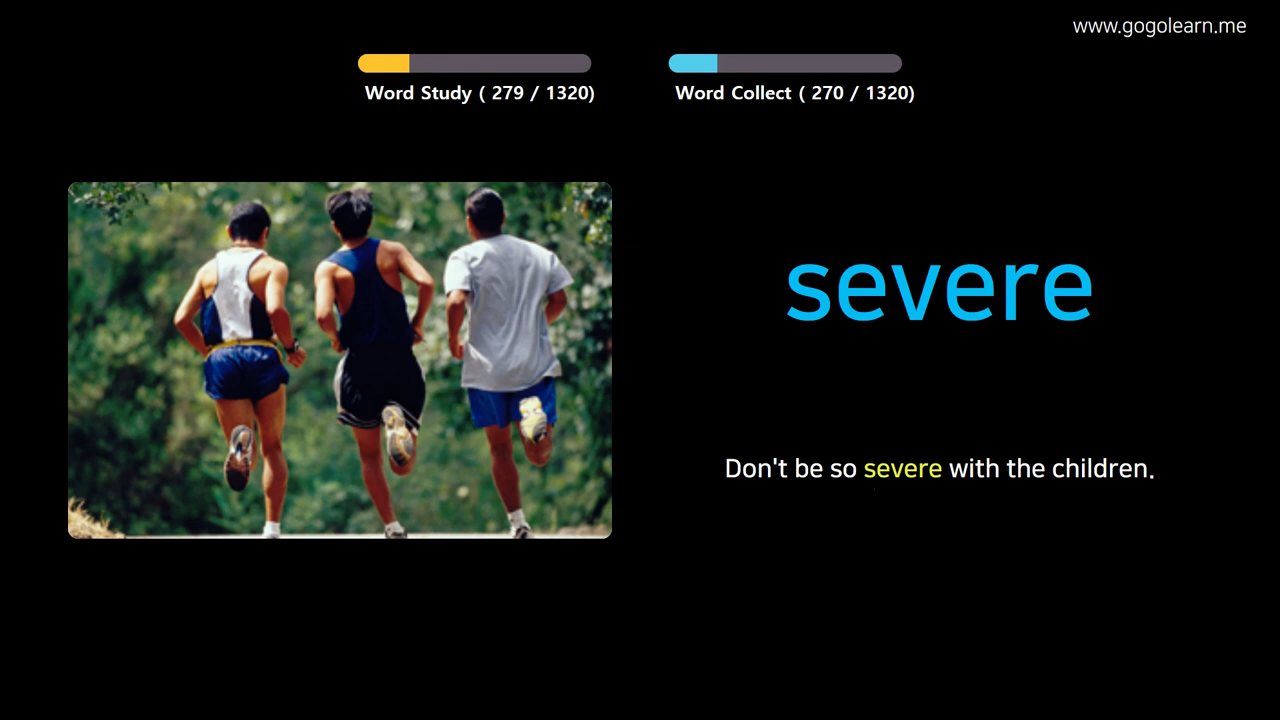 www.gogolearn.me
Word Study ( 279 / 1320)
Word Collect ( 270 / 1320)
severe
Don't be so severe with the children.